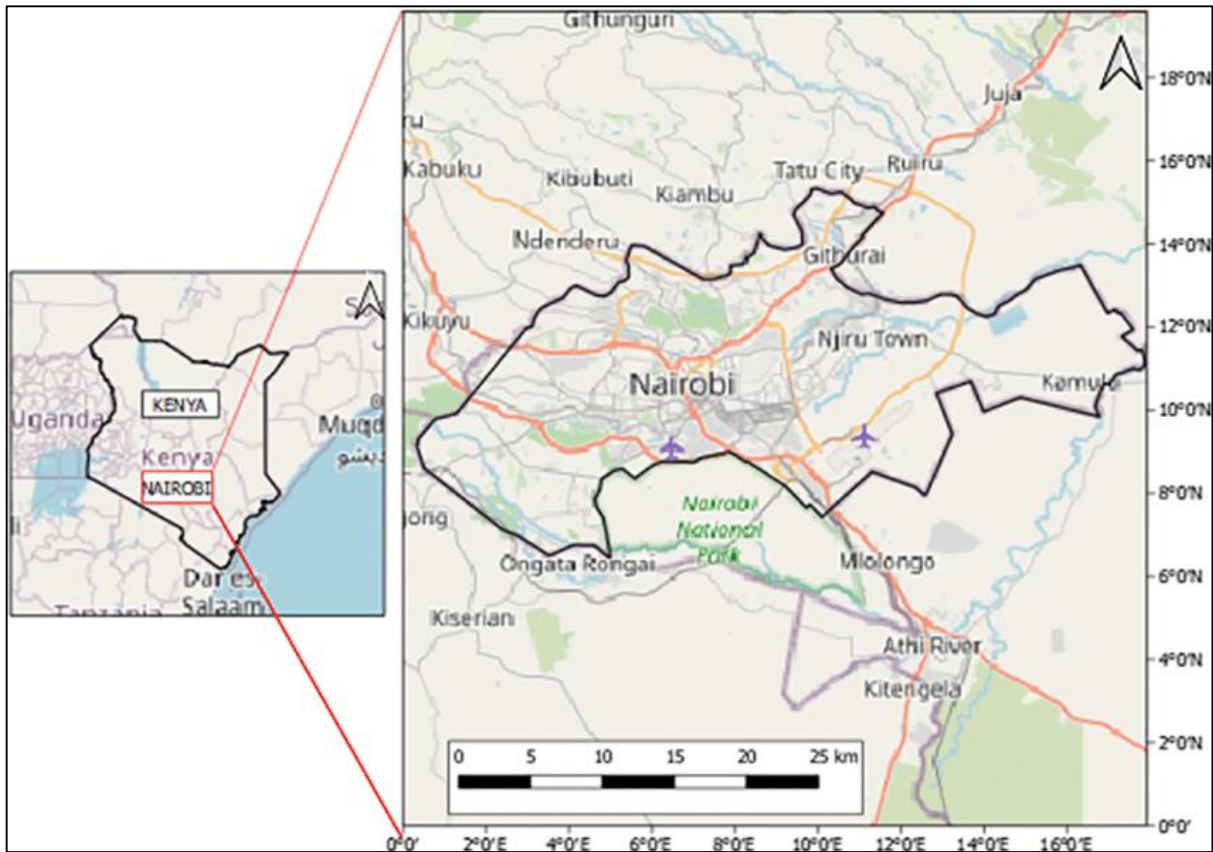 Githunguri
Juja
ru
Kabuku
Kibubuti
Kiambu
Tatu City
Ruiru
Ndenderu
Githurai
Kikuyu
Njiru Town
Nairobi
Kamulu
Nairobi
National
Park
Ongata Rongai
Mlolongo
Kiserian
Athi River
Kitengela
gong
0 5 10 15 20 25 km
18°0'N
16°0'N
14°0'N
12°0'N
10°0'N
8°0'N
6°0'N
4°0'N
2°0'N
0°0'
0°0' 2°0'E 4°0'E 6°0'E 8°0'E 10°0'E 12°0'E 14°0'E 16°0'E
KENYA
Uganda
Kenya
NAIROBI
Muqd
ديشو
li
Dar es
Salaam
Tanzania